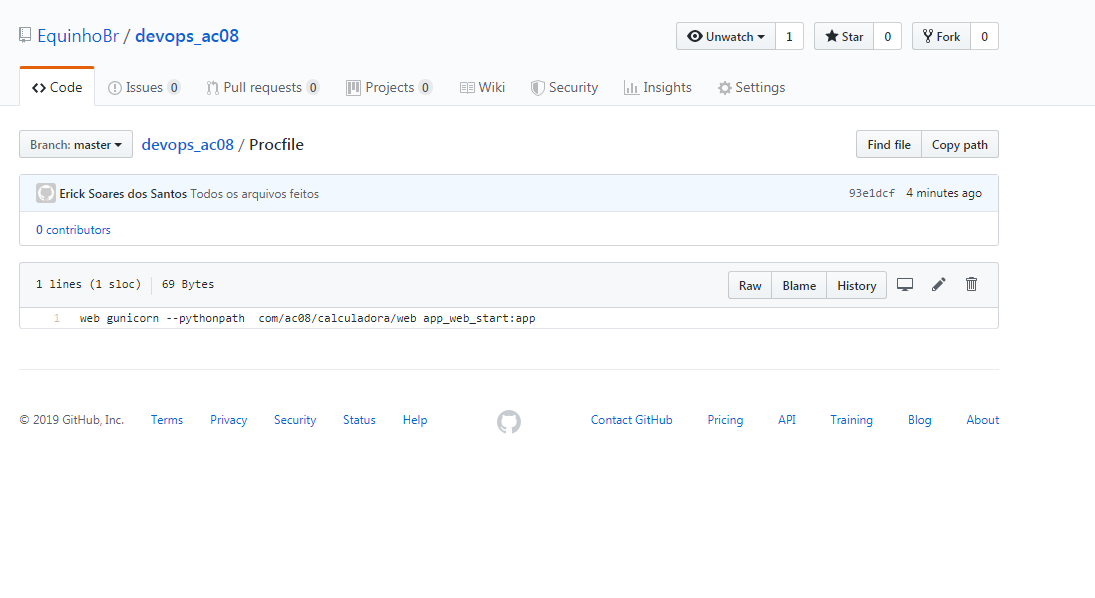 EquinhoBr / devops_ac08 Unwatch 1 Star 0 Fork 0
Code Issues 0 Pull requests 0 Projects 0 Wiki Security Insights Settings
Branch: master devops_ac08 / Procfile Find file Copy path
Erick Soares dos Santos Todos os arquivos feitos 93e1dcf 4 minutes ago
0 contributors
1 lines (1 sloc) 69 Bytes Raw Blame History
1 web gunicorn --pythonpath  com/ac08/calculadora/web app_web_start:app
© 2019 GitHub, Inc. Terms Privacy Security Status Help Contact GitHub Pricing API Training Blog About